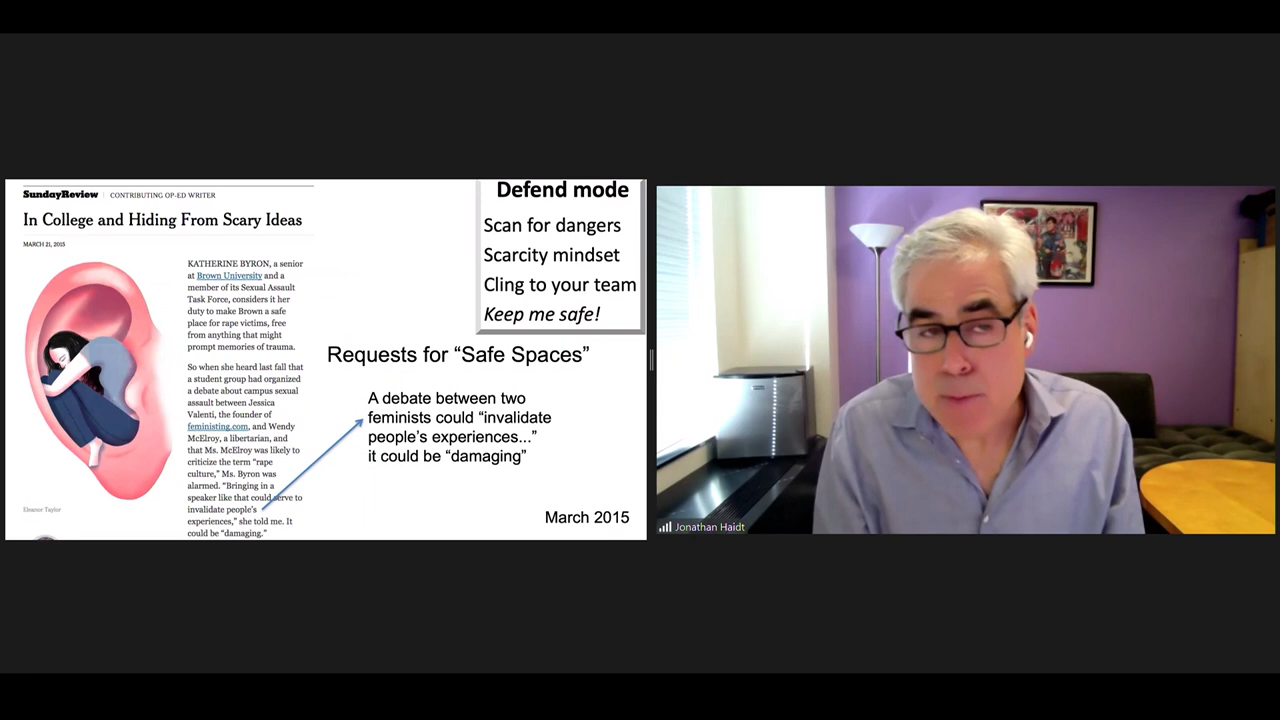 SundayReview | CONTRIBUTING OP-ED WRITER
In College and Hiding From Scary Ideas
MARCH 21, 2015
KATHERINE BYRON, a senior
at Brown University and a
member of its Sexual Assault
Task Force, considers it her
duty to make Brown a safe
place for rape victims, free
from anything that might
prompt memories of trauma.
So when she heard last fall that
a student group had organized
a debate about campus sexual
assault between Jessica
Valenti, the founder of
feministing.com, and Wendy
McElroy, a libertarian, and
that Ms. McElroy was likely to
criticize the term “rape
culture,” Ms. Byron was
alarmed. “Bringing in a
speaker like that could serve to
invalidate people’s
experiences,” she told me. It
could be “damaging.”
Eleanor Taylor
Defend mode
Scan for dangers
Scarcity mindset
Cling to your team
Keep me safe!
Requests for “Safe Spaces”
A debate between two
feminists could “invalidate
people’s experiences...”
it could be “damaging”
March 2015
Jonathan Haidt